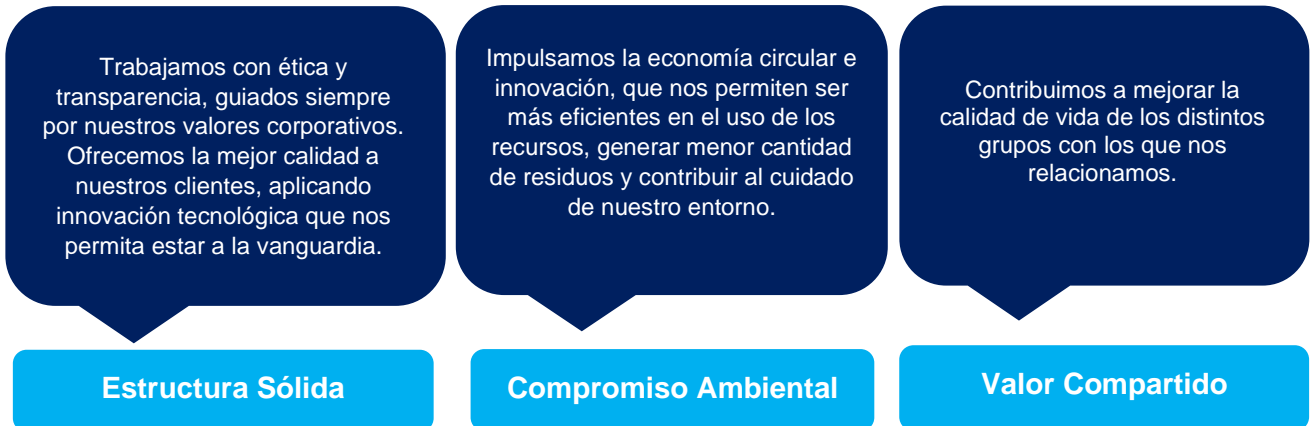 Trabajamos con ética y
transparencia, guiados siempre
por nuestros valores corporativos.
Ofrecemos la mejor calidad a
nuestros clientes, aplicando
innovación tecnológica que nos
permita estar a la vanguardia.
Estructura Sólida
Impulsamos la economía circular e
innovación, que nos permiten ser
más eficientes en el uso de los
recursos, generar menor cantidad
de residuos y contribuir al cuidado
de nuestro entorno.
Compromiso Ambiental
Contribuimos a mejorar la
calidad de vida de los distintos
grupos con los que nos
relacionamos.
Valor Compartido